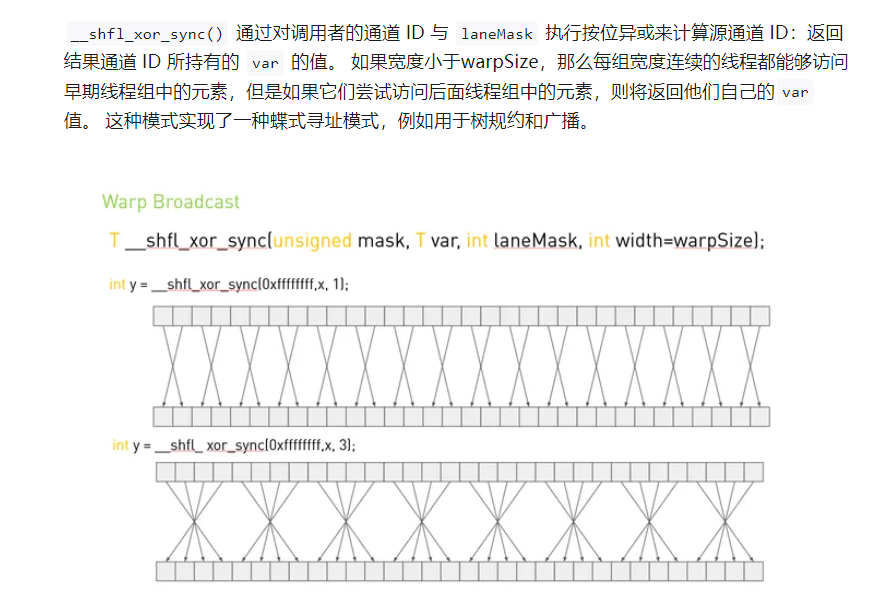 __shfl_xor_sync() 通过对调用者的通道 ID 与 laneMask 执行按位异或来计算源通道 ID：返回
结果通道 ID 所持有的 var 的值。 如果宽度小于warpSize，那么每组宽度连续的线程都能够访问
早期线程组中的元素，但是如果它们尝试访问后面线程组中的元素，则将返回他们自己的 var
值。 这种模式实现了一种蝶式寻址模式，例如用于树规约和广播。
Warp Broadcast
T __shfl_xor_sync(unsigned mask, T var, int laneMask, int width=warpSize);
int y = __shfl_xor_sync(0xffffffff,x, 1);
int y = __shfl_ xor_sync(0xffffffff,x, 3);